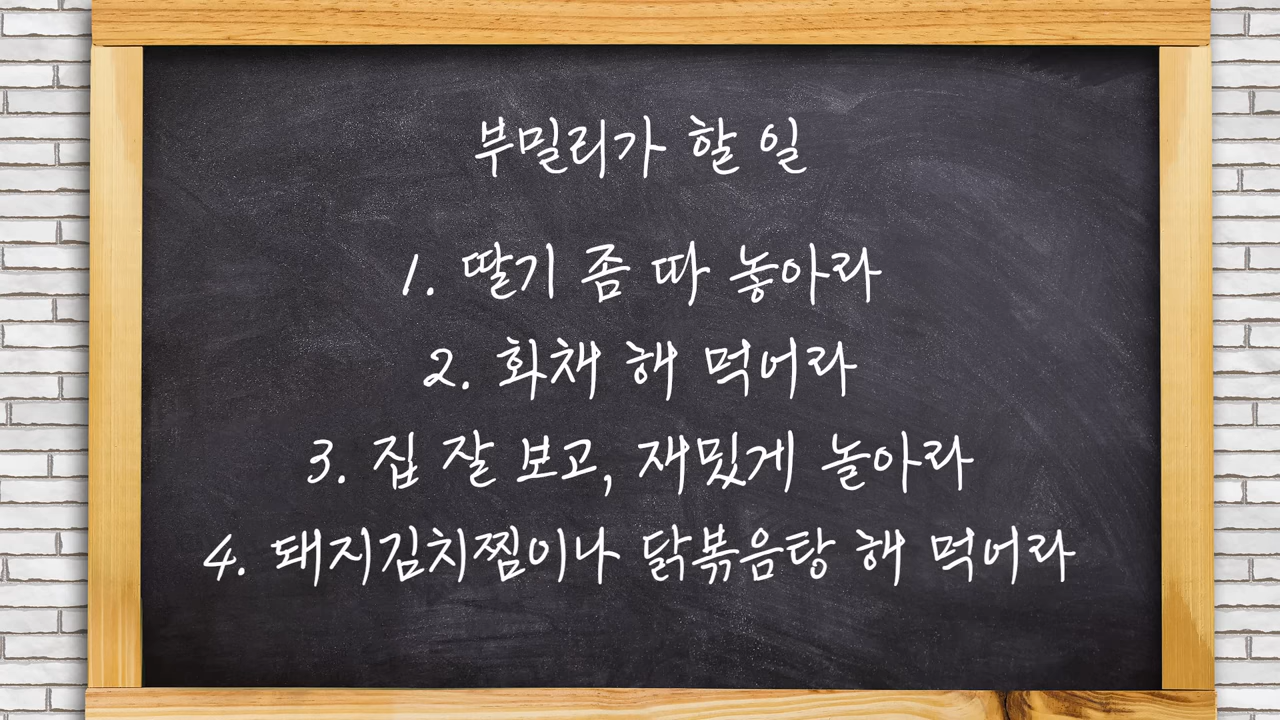 부밀리가 할 일
1. 딸기 좀 따 놓아라
2. 화채 해 먹어라
3. 집 잘 보고, 재밌게 놀아라
4. 돼지김치찜이나 닭볶음탕 해 먹어라